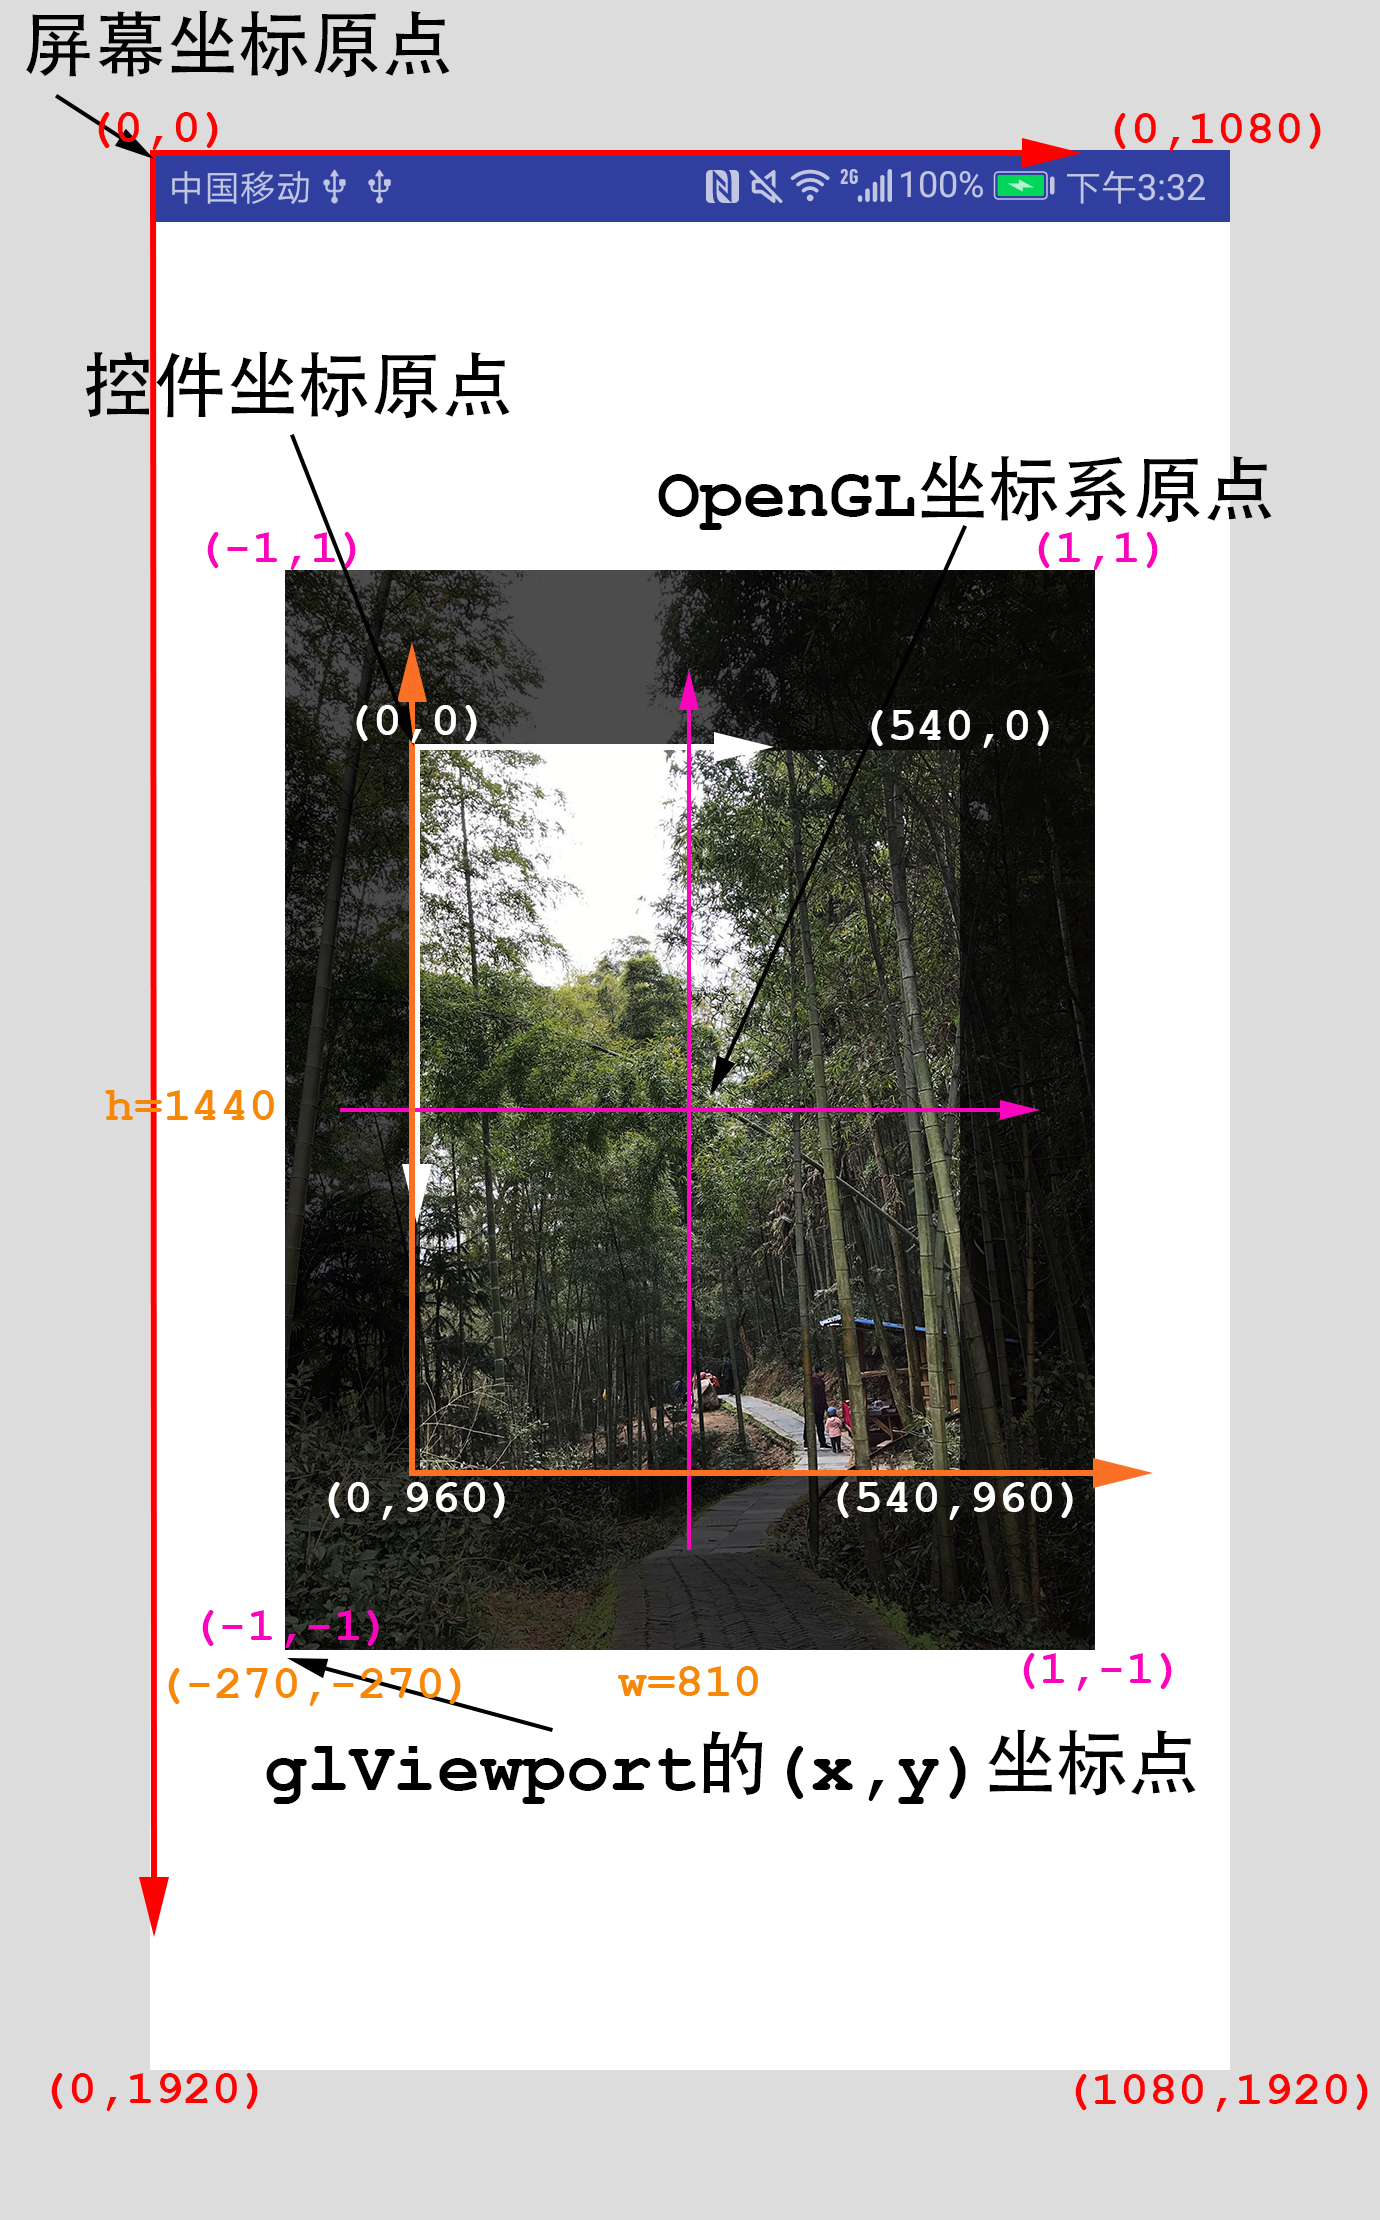 屏幕坐标原点
(0,0)
(0,1080)
中国移动
2G 100% 下午3:32
控件坐标原点
OpenGL坐标系原点
(-1,1)
(1,1)
(0,0)
(540,0)
h=1440
(0,960)
(540,960)
(-1,-1)
(-270,-270)
w=810
(1,-1)
glViewport的(x,y)坐标点
(0,1920)
(1080,1920)